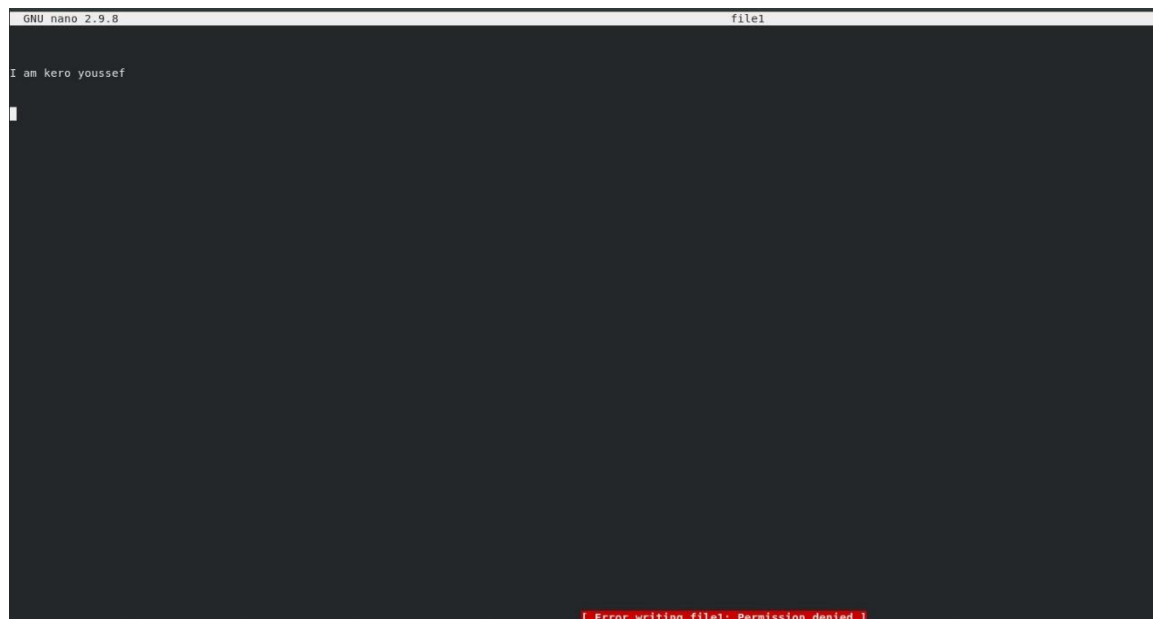 GNU nano 2.9.8 file1
I am kero youssef
[ Error writing file1: Permission denied ]